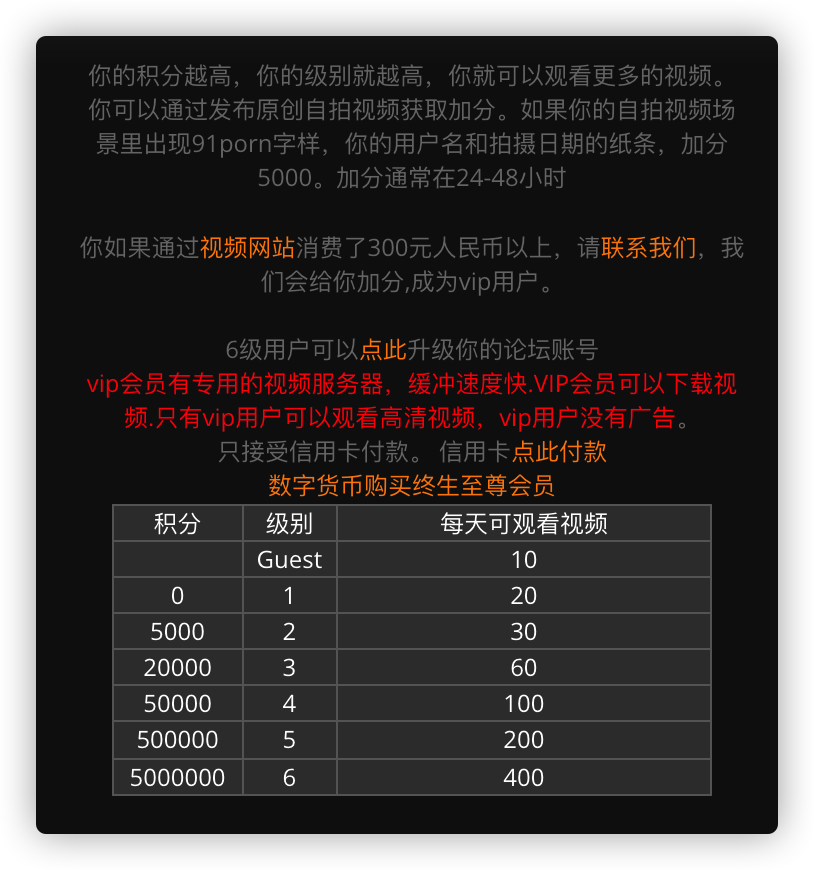 你的积分越高，你的级别就越高，你就可以观看更多的视频。
你可以通过发布原创自拍视频获取加分。如果你的自拍视频场
景里出现91porn字样，你的用户名和拍摄日期的纸条，加分
5000。加分通常在24-48小时
你如果通过视频网站消费了300元人民币以上，请联系我们，我
们会给你加分,成为vip用户。
6级用户可以点此升级你的论坛账号
vip会员有专用的视频服务器，缓冲速度快.VIP会员可以下载视
频.只有vip用户可以观看高清视频，vip用户没有广告。
只接受信用卡付款。 信用卡点此付款
数字货币购买终生至尊会员
积分 级别 每天可观看视频
Guest 10
0 1 20
5000 2 30
20000 3 60
50000 4 100
500000 5 200
5000000 6 400